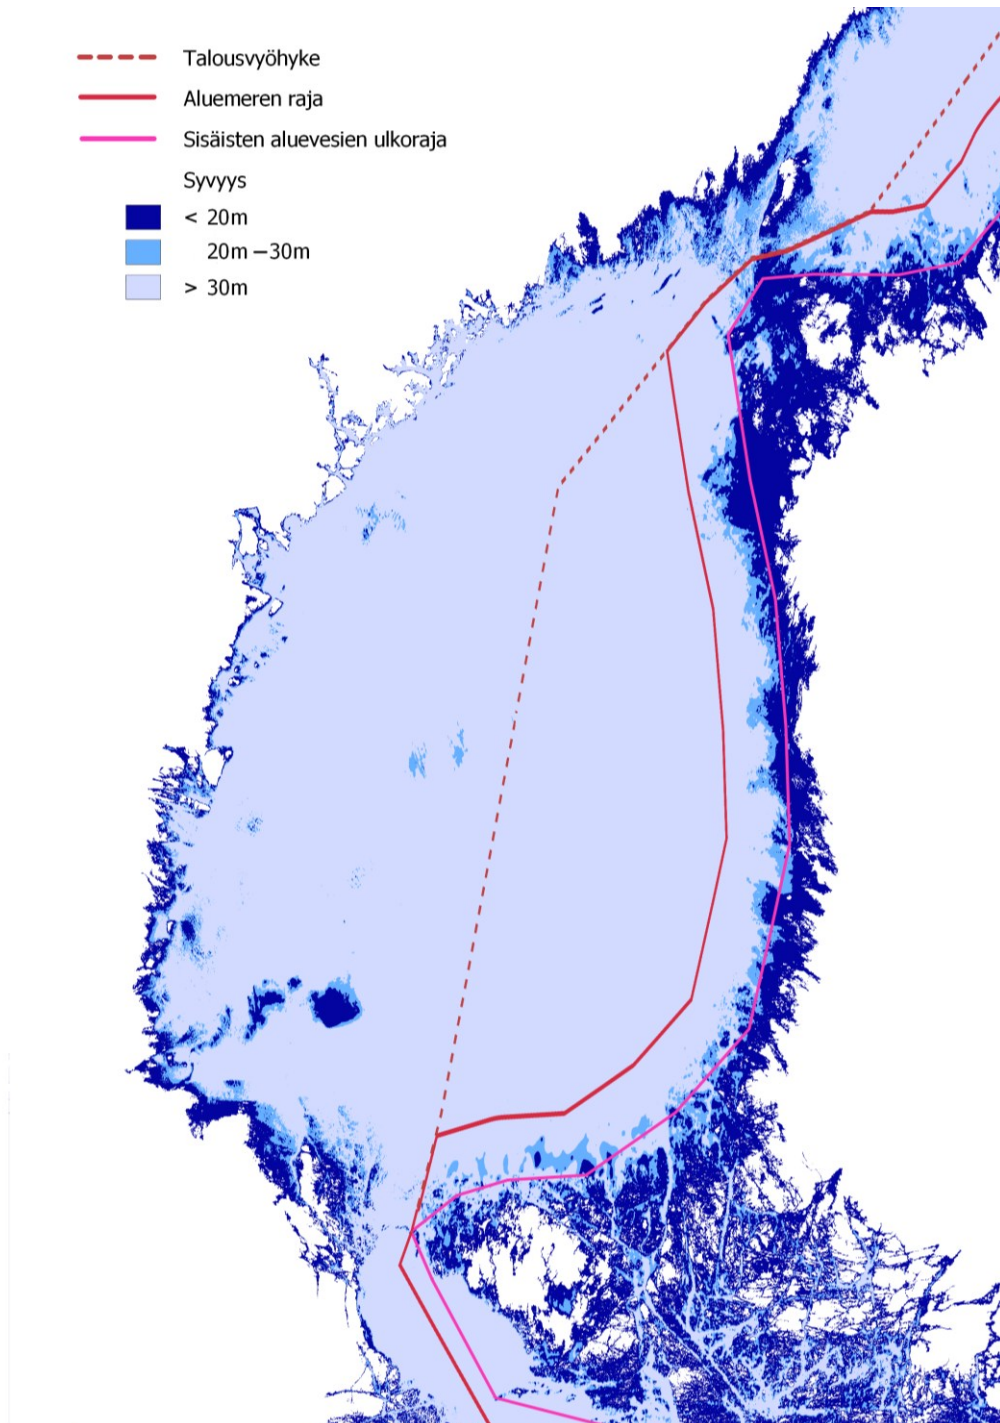 Talousvyöhyke
Aluemeren raja
Sisäisten aluevesien ulkoraja
Syvyys
< 20m
20m – 30m
> 30m